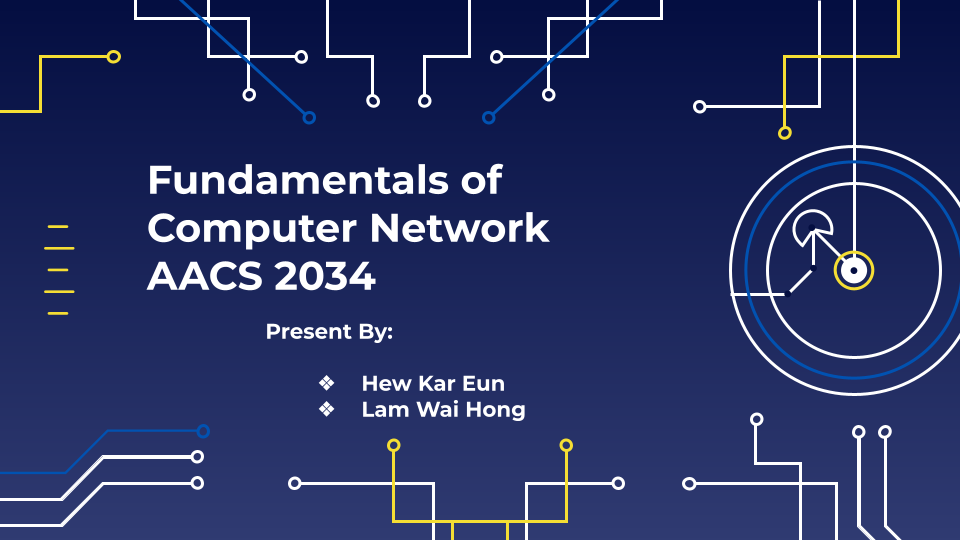 Fundamentals of
Computer Network
AACS 2034
Present By:
❖ Hew Kar Eun
❖ Lam Wai Hong